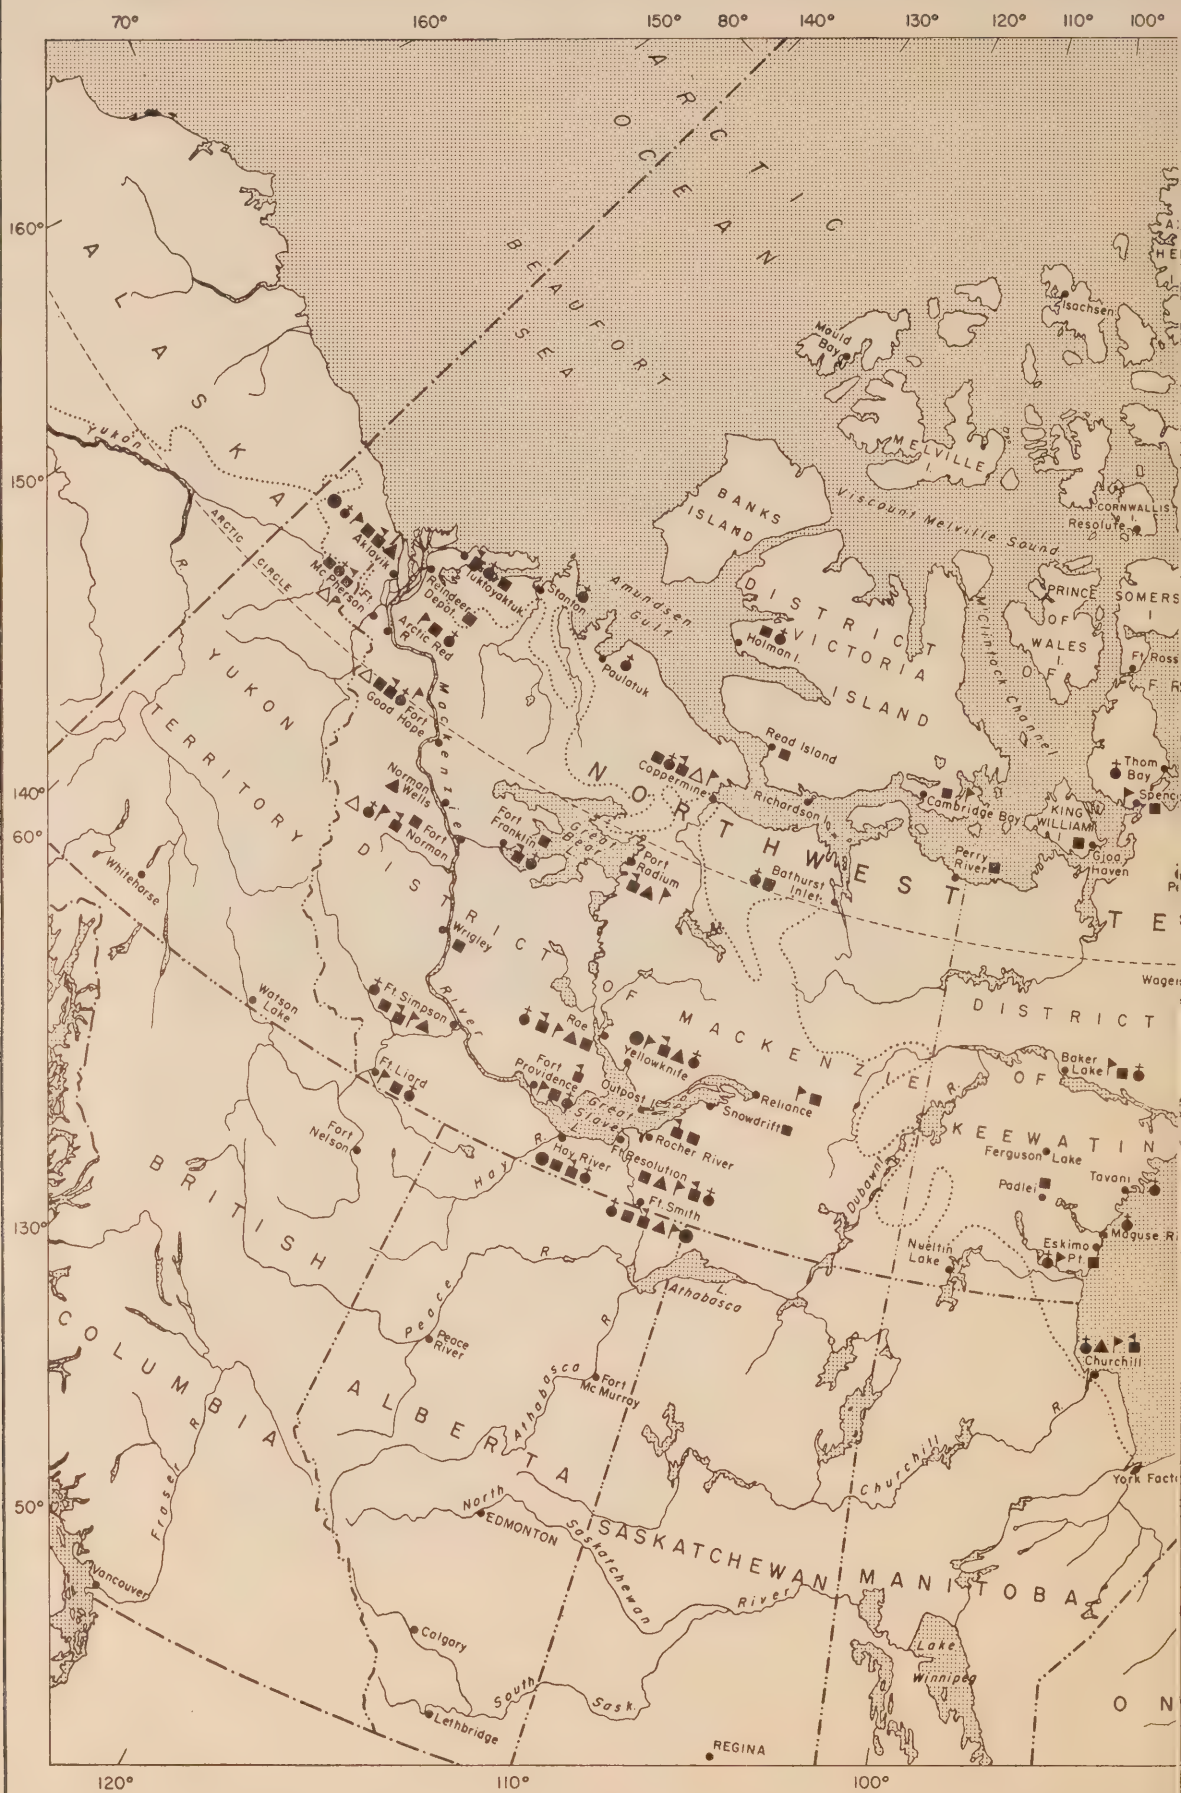 70° 160° 150° 80° 140° 130° 120° 110° 100°
ARCTIC
OCEAN
160°
BEAUFORT
SEA
ALASKA
Isachsen
Mould
Bay
Yukon
R
MELVILLE
I.
150°
BANKS
ISLAND
Viscount Melville Sound
CORNWALLIS
I.
Resolute
ARCTIC
CIRCLE
Aklavik
Ft.
McPherson
Reindeer
Depot
Tuktoyaktuk
Stanton
Amundsen
Gulf
DISTRICT
OF
VICTORIA
ISLAND
Holman I.
M'Clintock Channel
PRINCE
OF
WALES
I.
SOMERS
I
Ft Ross
F R
Arctic Red
R
Paulatuk
YUKON
TERRITORY
Fort
Good Hope
Mackenzie
River
Read Island
Coppermine
Richardson I.
Cambridge Bay
Thom
Bay
Spenc
KING
WILLIAM
I
Gjoa
Haven
140°
60°
Norman
Wells
Fort
Norman
Fort
Franklin
Great
Bear
L.
Port
Radium
Bathurst
Inlet
Perry
River
NORTHWEST TE
Whitehorse
DISTRICT
OF
MACKENZIE
Wrigley
Wager
DISTRICT
OF
KEEWATIN
Watson
Lake
Ft Simpson
Rae
Yellowknife
Baker
Lake
Ft. Liard
Fort
Providence
Outpost I.
Great
Slave
Reliance
Snowdrift
Rocher River
R.
Fort
Nelson
Hay
R.
Hay River
Ft Resolution
Ferguson Lake
Padlei
Tavani
Dubawnt
Ft. Smith
130°
BRITISH
COLUMBIA
Nueltin
Lake
Eskimo
Pt.
Maguse Ri
Peace
R
L.
Athabasca
Peace
River
R
Athabasca
Fort
Mc Murray
Churchill
ALBERTA
Churchill
R
York Facto
Fraser
R
50°
North
EDMONTON
Saskatchewan
River
SASKATCHEWAN
MANITOBA
Vancouver
Calgary
South
Sask.
Lethbridge
Lake
Winnipeg
O N
REGINA
120° 110° 100°